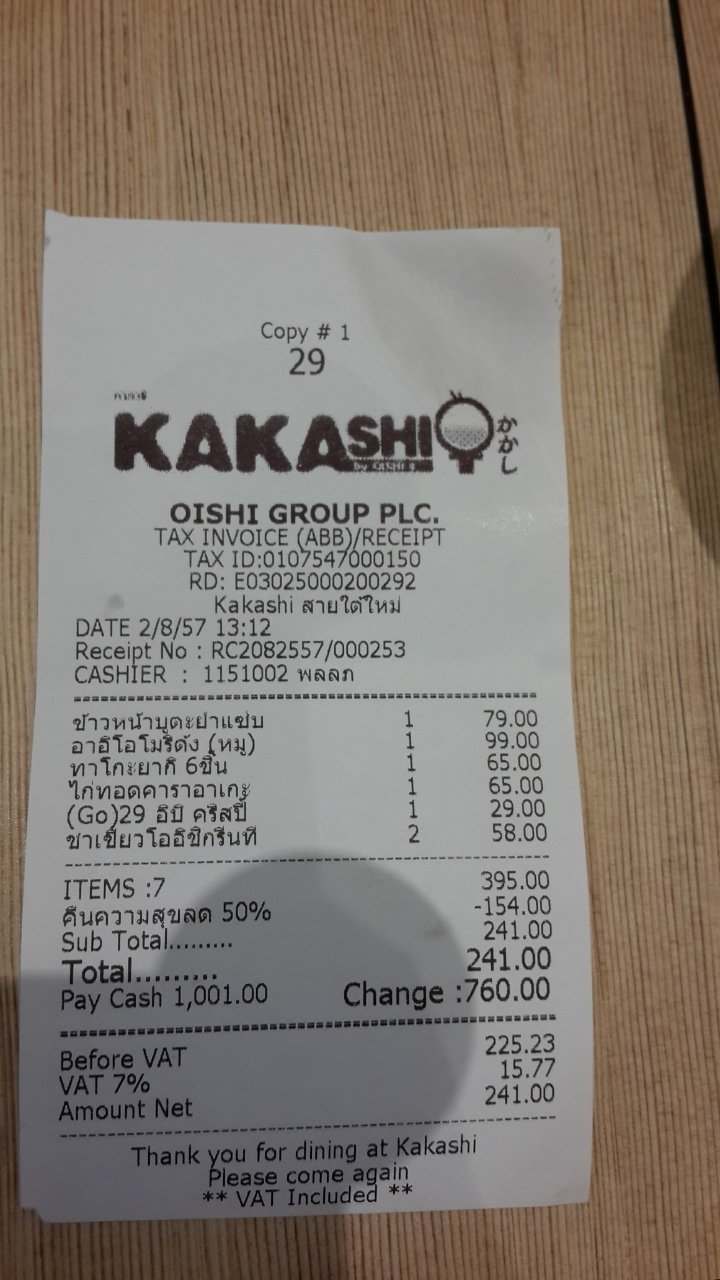 Copy # 1
29
KAKASHI
かかし
OISHI GROUP PLC.
TAX INVOICE (ABB)/RECEIPT
TAX ID:0107547000150
RD: E03025000200292
Kakashi สายใต้ใหม่
DATE 2/8/57 13:12
Receipt No : RC2082557/000253
CASHIER : 1151002 พลลภ
ข้าวหน้าบูตะยำแซ่บ 1 79.00
อาอิโอโมริดัง (หมู) 1 99.00
ทาโกะยากิ 6ชิ้น 1 65.00
ไก่ทอดคาราอาเกะ 1 65.00
(Go)29 อิบิ คริสปี้ 1 29.00
ชาเขียวโออิชิกรีนที 2 58.00
ITEMS :7 395.00
คืนความสุขลด 50% -154.00
Sub Total......... 241.00
Total......... 241.00
Pay Cash 1,001.00 Change :760.00
Before VAT 225.23
VAT 7% 15.77
Amount Net 241.00
Thank you for dining at Kakashi
Please come again
** VAT Included **